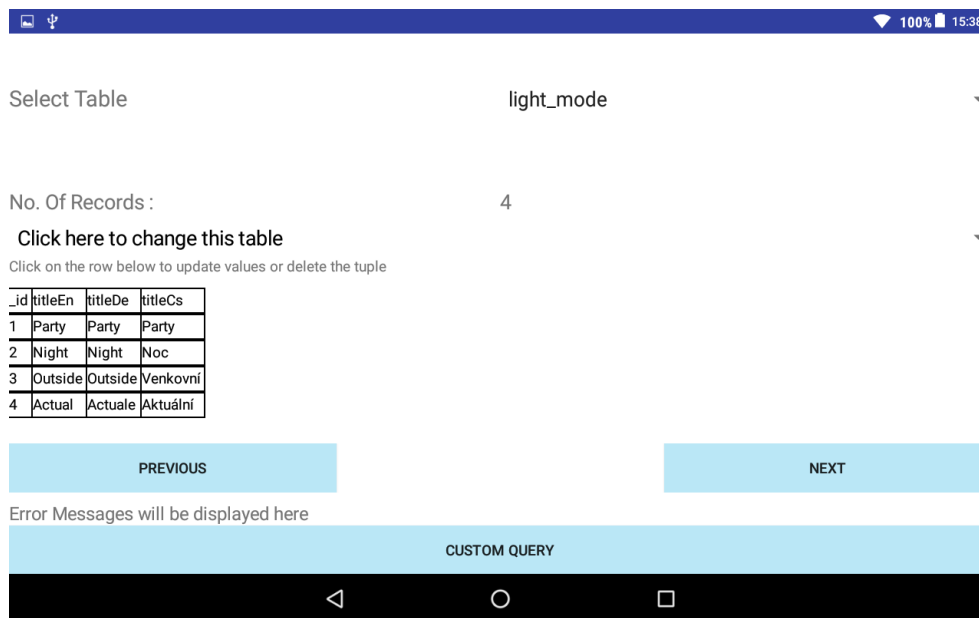 100% 15:38
Select Table light_mode
No. Of Records : 4
Click here to change this table
Click on the row below to update values or delete the tuple
_id titleEn titleDe titleCs
1 Party Party Party
2 Night Night Noc
3 Outside Outside Venkovní
4 Actual Actuale Aktuální
PREVIOUS NEXT
Error Messages will be displayed here
CUSTOM QUERY